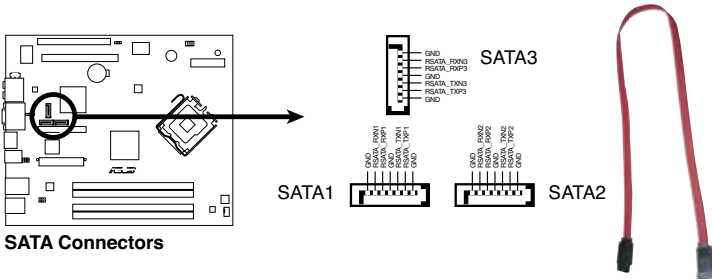 GND
RSATA_RXN3
RSATA_RXP3
GND
RSATA_TXN3
RSATA_TXP3
GND
SATA3
SATA1
GND
RSATA_RXN1
RSATA_RXP1
GND
RSATA_TXN1
RSATA_TXP1
GND
GND
RSATA_RXN2
RSATA_RXP2
GND
RSATA_TXN2
RSATA_TXP2
GND
SATA2
ASUS
SATA Connectors